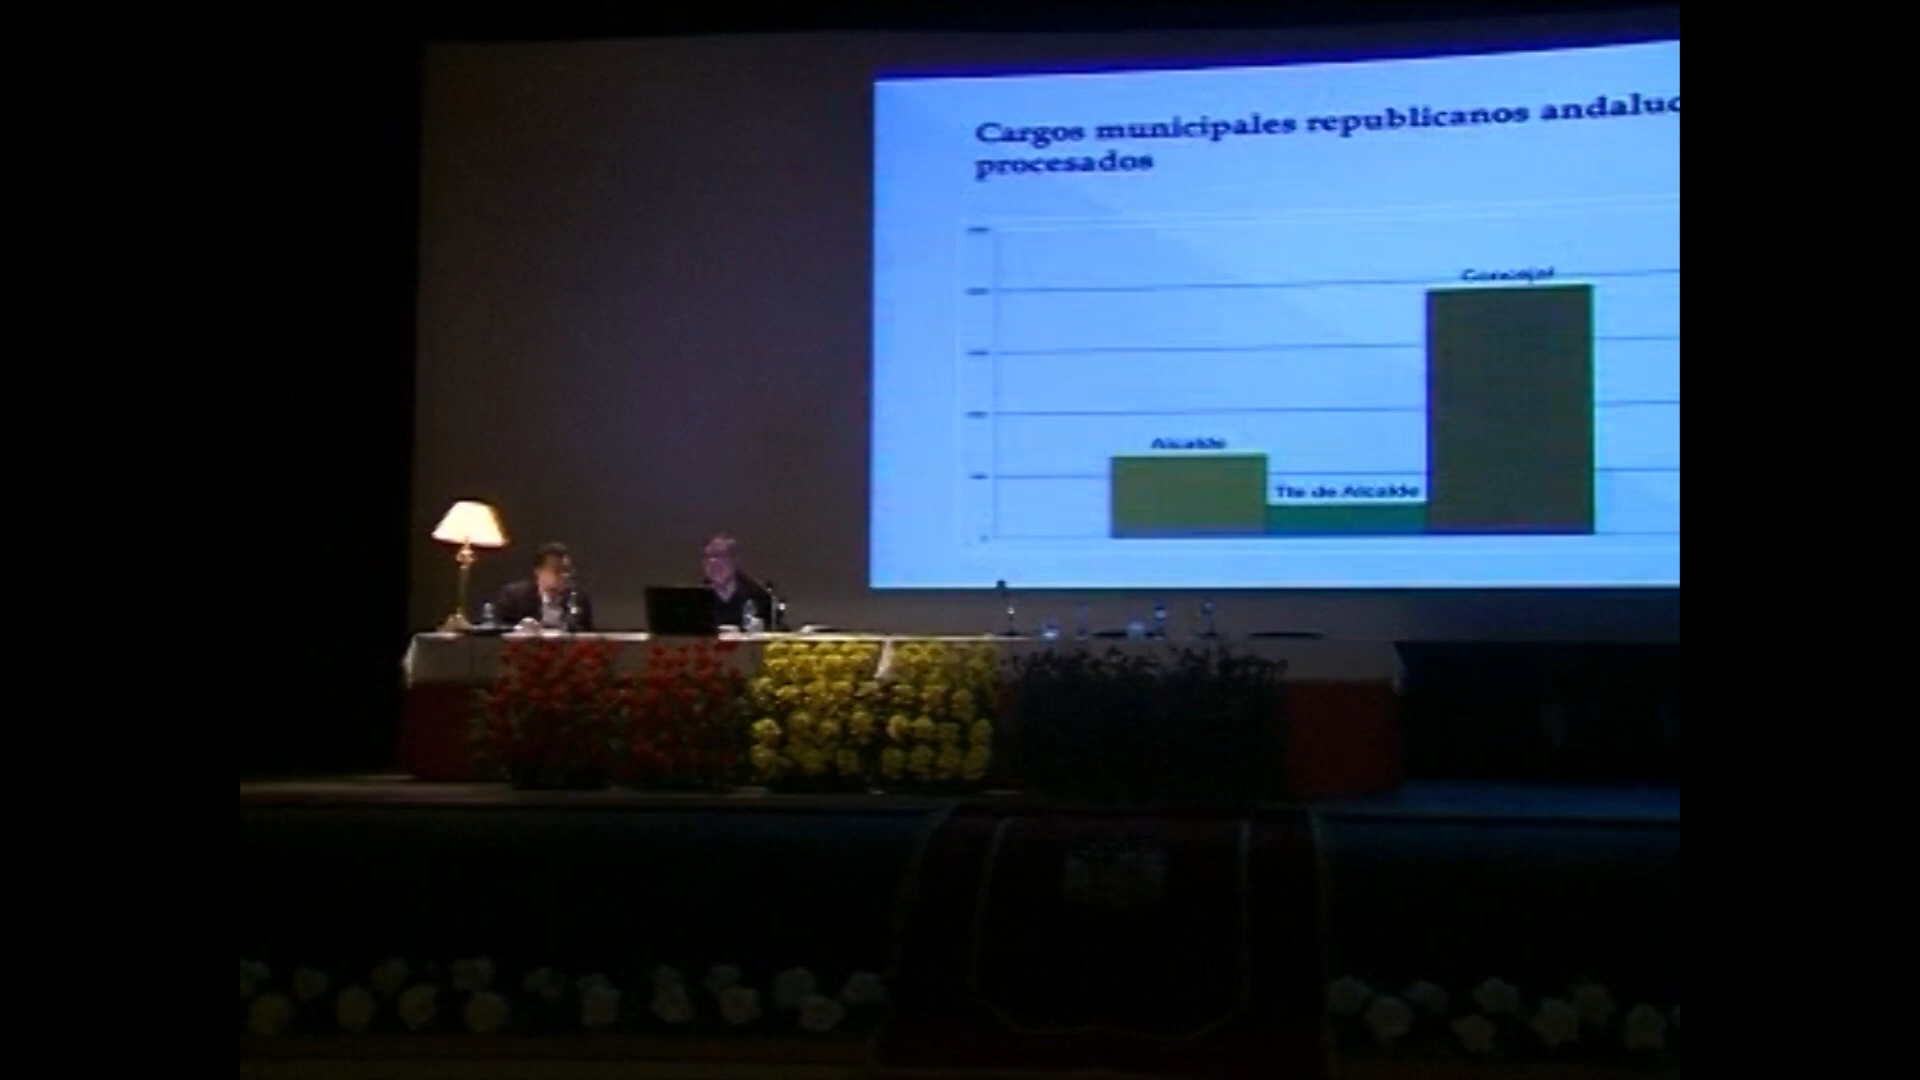 Cargos municipales republicanos andaluc
procesados
Concejal
Alcalde
Tte de Alcalde